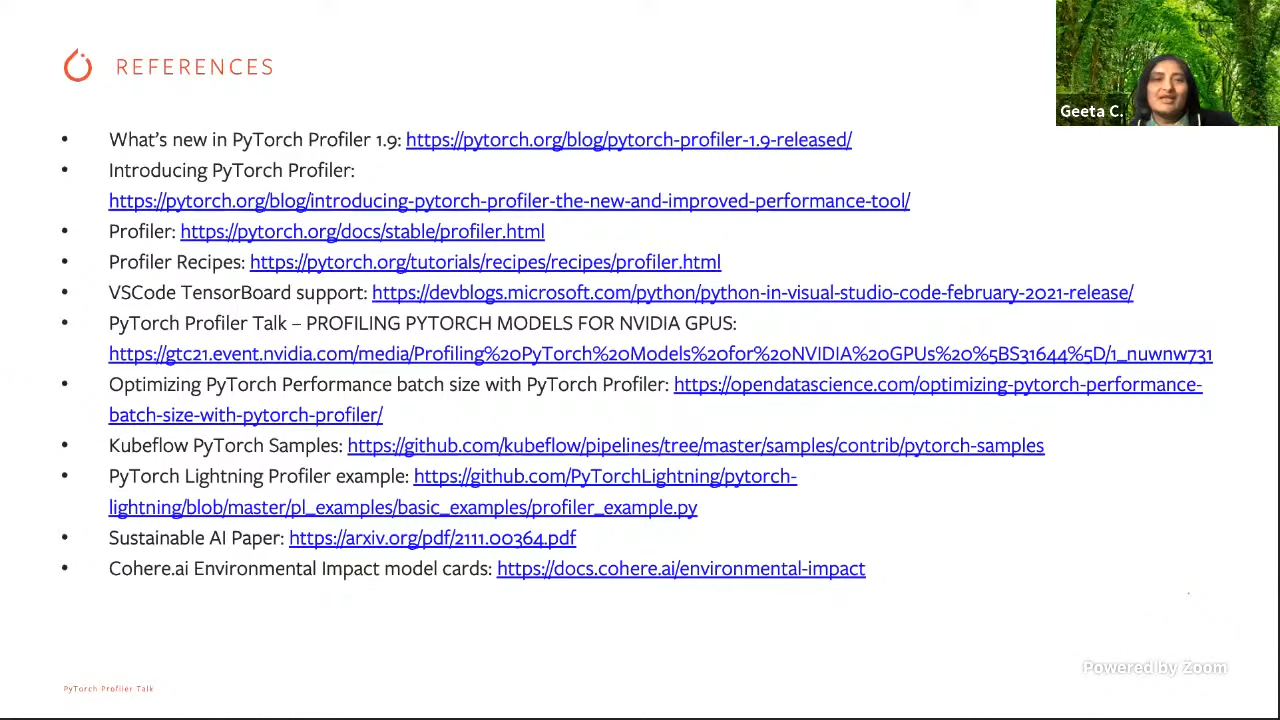 REFERENCES
Geeta C.
• What's new in PyTorch Profiler 1.9: https://pytorch.org/blog/pytorch-profiler-1.9-released/
• Introducing PyTorch Profiler:
https://pytorch.org/blog/introducing-pytorch-profiler-the-new-and-improved-performance-tool/
• Profiler: https://pytorch.org/docs/stable/profiler.html
• Profiler Recipes: https://pytorch.org/tutorials/recipes/recipes/profiler.html
• VSCode TensorBoard support: https://devblogs.microsoft.com/python/python-in-visual-studio-code-february-2021-release/
• PyTorch Profiler Talk – PROFILING PYTORCH MODELS FOR NVIDIA GPUS:
https://gtc21.event.nvidia.com/media/Profiling%20PyTorch%20Models%20for%20NVIDIA%20GPUs%20%5BS31644%5D/1_nuwnw731
• Optimizing PyTorch Performance batch size with PyTorch Profiler: https://opendatascience.com/optimizing-pytorch-performance-
batch-size-with-pytorch-profiler/
• Kubeflow PyTorch Samples: https://github.com/kubeflow/pipelines/tree/master/samples/contrib/pytorch-samples
• PyTorch Lightning Profiler example: https://github.com/PyTorchLightning/pytorch-
lightning/blob/master/pl_examples/basic_examples/profiler_example.py
• Sustainable AI Paper: https://arxiv.org/pdf/2111.00364.pdf
• Cohere.ai Environmental Impact model cards: https://docs.cohere.ai/environmental-impact
Powered by Zoom
PyTorch Profiler Talk